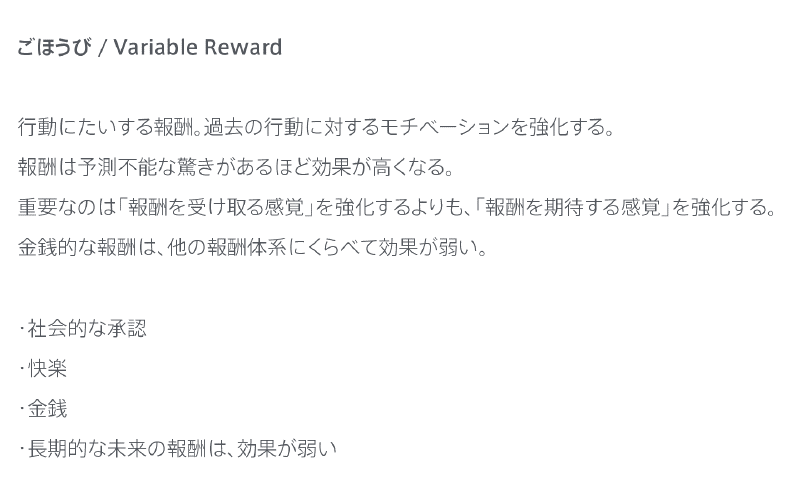 ごほうび / Variable Reward
行動にたいする報酬。過去の行動に対するモチベーションを強化する。
報酬は予測不能な驚きがあるほど効果が高くなる。
重要なのは「報酬を受け取る感覚」を強化するよりも、「報酬を期待する感覚」を強化する。
金銭的な報酬は、他の報酬体系にくらべて効果が弱い。
・社会的な承認
・快楽
・金銭
・長期的な未来の報酬は、効果が弱い